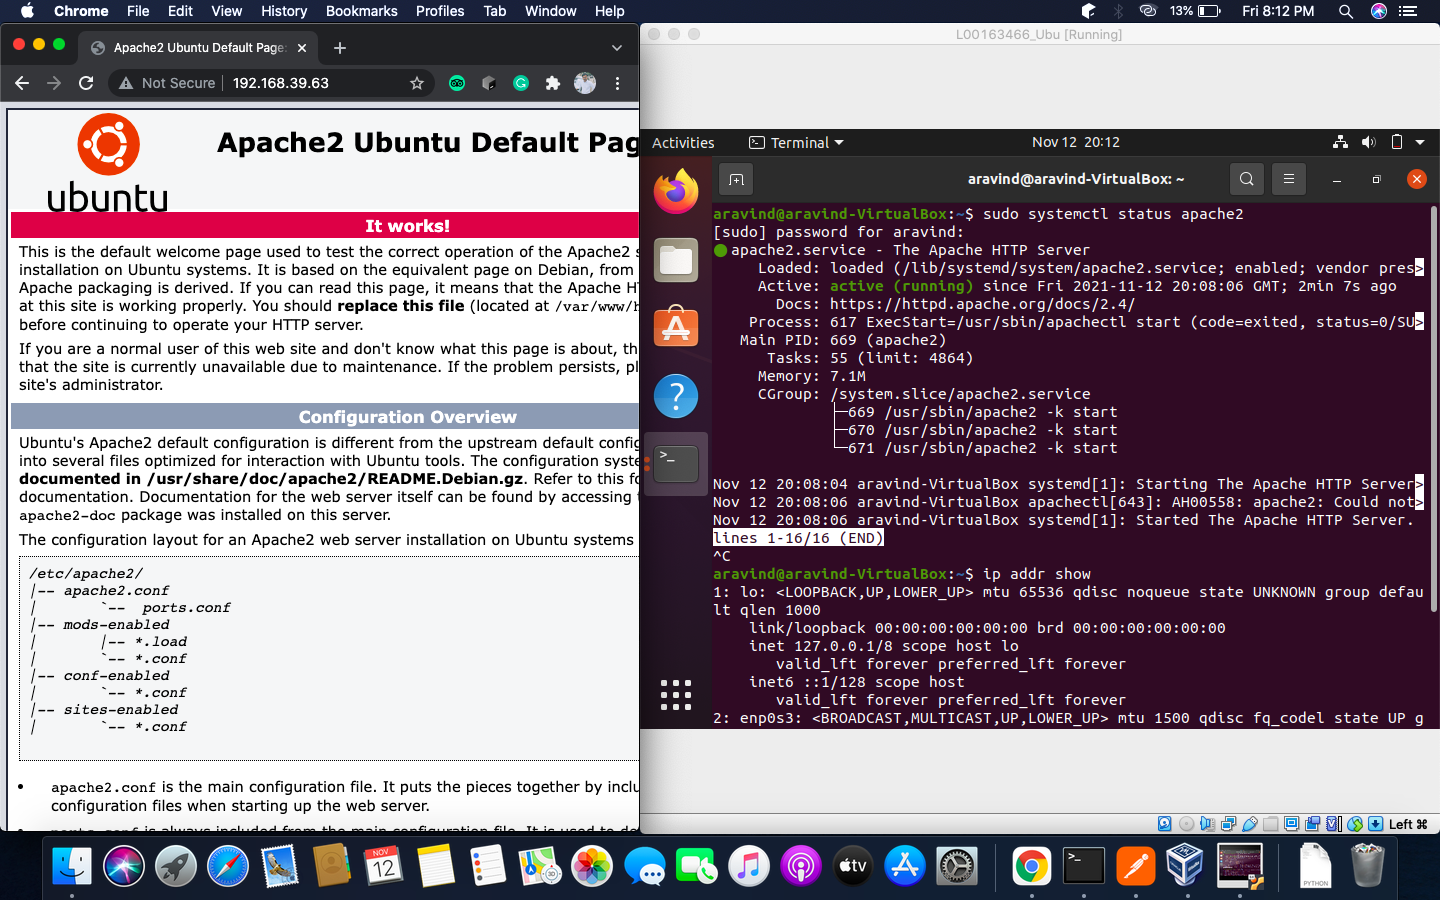 Chrome File Edit View History Bookmarks Profiles Tab Window Help 13% Fri 8:12 PM
Apache2 Ubuntu Default Page:
Not Secure 192.168.39.63
ubuntu
Apache2 Ubuntu Default Pag
It works!
This is the default welcome page used to test the correct operation of the Apache2 s
installation on Ubuntu systems. It is based on the equivalent page on Debian, from
Apache packaging is derived. If you can read this page, it means that the Apache HT
at this site is working properly. You should replace this file (located at /var/www/h
before continuing to operate your HTTP server.
If you are a normal user of this web site and don't know what this page is about, th
that the site is currently unavailable due to maintenance. If the problem persists, pl
site's administrator.
Configuration Overview
Ubuntu's Apache2 default configuration is different from the upstream default config
into several files optimized for interaction with Ubuntu tools. The configuration syste
documented in /usr/share/doc/apache2/README.Debian.gz. Refer to this fo
documentation. Documentation for the web server itself can be found by accessing t
apache2-doc package was installed on this server.
The configuration layout for an Apache2 web server installation on Ubuntu systems
/etc/apache2/
|-- apache2.conf
|       `--  ports.conf
|-- mods-enabled
|       |-- *.load
|       `-- *.conf
|-- conf-enabled
|       `-- *.conf
|-- sites-enabled
|       `-- *.conf
• apache2.conf is the main configuration file. It puts the pieces together by inclu
configuration files when starting up the web server.
• ports.conf is always included from the main configuration file. It is used to de
L00163466_Ubu [Running]
Activities Terminal Nov 12 20:12
aravind@aravind-VirtualBox: ~
aravind@aravind-VirtualBox:~$ sudo systemctl status apache2
[sudo] password for aravind:
● apache2.service - The Apache HTTP Server
Loaded: loaded (/lib/systemd/system/apache2.service; enabled; vendor pres>
Active: active (running) since Fri 2021-11-12 20:08:06 GMT; 2min 7s ago
Docs: https://httpd.apache.org/docs/2.4/
Process: 617 ExecStart=/usr/sbin/apachectl start (code=exited, status=0/SU>
Main PID: 669 (apache2)
Tasks: 55 (limit: 4864)
Memory: 7.1M
CGroup: /system.slice/apache2.service
├─669 /usr/sbin/apache2 -k start
├─670 /usr/sbin/apache2 -k start
└─671 /usr/sbin/apache2 -k start
Nov 12 20:08:04 aravind-VirtualBox systemd[1]: Starting The Apache HTTP Server>
Nov 12 20:08:06 aravind-VirtualBox apachectl[643]: AH00558: apache2: Could not>
Nov 12 20:08:06 aravind-VirtualBox systemd[1]: Started The Apache HTTP Server.
lines 1-16/16 (END)
^C
aravind@aravind-VirtualBox:~$ ip addr show
1: lo: <LOOPBACK,UP,LOWER_UP> mtu 65536 qdisc noqueue state UNKNOWN group defau
lt qlen 1000
link/loopback 00:00:00:00:00:00 brd 00:00:00:00:00:00
inet 127.0.0.1/8 scope host lo
valid_lft forever preferred_lft forever
inet6 ::1/128 scope host
valid_lft forever preferred_lft forever
2: enp0s3: <BROADCAST,MULTICAST,UP,LOWER_UP> mtu 1500 qdisc fq_codel state UP g
Left ⌘
NOV
12
tv
PYTHON